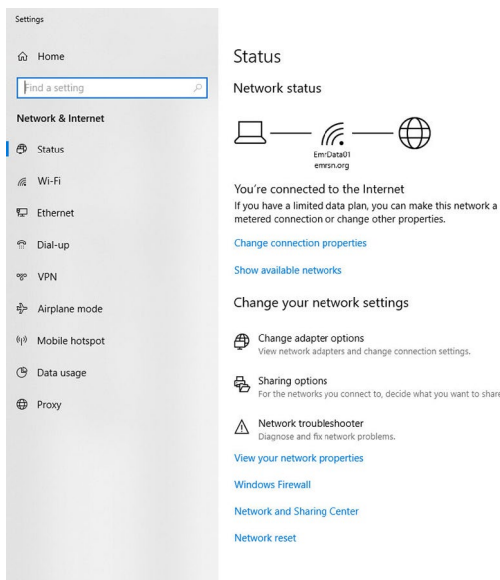 Settings
Home
Find a setting
Network & Internet
Status
Wi-Fi
Ethernet
Dial-up
VPN
Airplane mode
Mobile hotspot
Data usage
Proxy
Status
Network status
EmrData01
emrsn.org
You're connected to the Internet
If you have a limited data plan, you can make this network a
metered connection or change other properties.
Change connection properties
Show available networks
Change your network settings
Change adapter options
View network adapters and change connection settings.
Sharing options
For the networks you connect to, decide what you want to share
Network troubleshooter
Diagnose and fix network problems.
View your network properties
Windows Firewall
Network and Sharing Center
Network reset